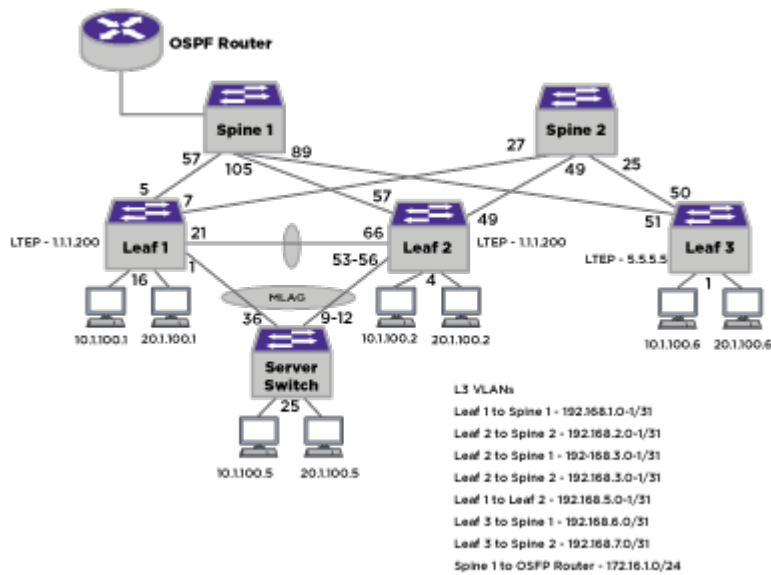 OSPF Router
Spine 1
Spine 2
57
105
89
27
49
25
5
7
57
49
50
51
LTEP - 1.1.1.200
Leaf 1
21
66
Leaf 2
LTEP - 1.1.1.200
Leaf 3
LTEP - 5.5.5.5
16
1
53-56
4
1
MLAG
10.1.100.1
20.1.100.1
36
9-12
10.1.100.2
20.1.100.2
10.1.100.6
20.1.100.6
Server
Switch
25
10.1.100.5
20.1.100.5
L3 VLANs
Leaf 1 to Spine 1 - 192.168.1.0-1/31
Leaf 2 to Spine 2 - 192.168.2.0-1/31
Leaf 2 to Spine 1 - 192-168.3.0-1/31
Leaf 2 to Spine 2 - 192.168.3.0-1/31
Leaf 1 to Leaf 2 - 192.168.5.0-1/31
Leaf 3 to Spine 1 - 192.168.6.0/31
Leaf 3 to Spine 2 - 192.168.7.0/31
Spine 1 to OSFP Router - 172.16.1.0/24